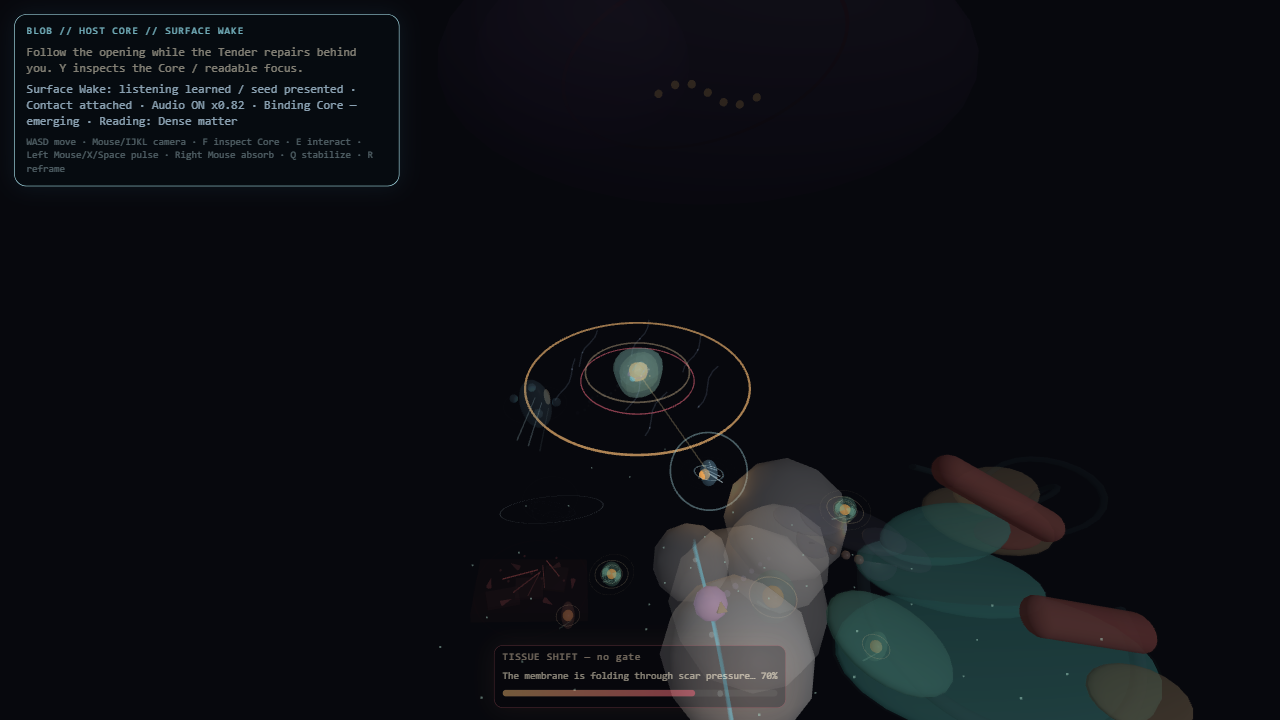 BLOB // HOST CORE // SURFACE WAKE
Follow the opening while the Tender repairs behind
you. Y inspects the Core / readable focus.
Surface Wake: listening learned / seed presented ·
Contact attached · Audio ON x0.82 · Binding Core —
emerging · Reading: Dense matter
WASD move · Mouse/IJKL camera · F inspect Core · E interact ·
Left Mouse/X/Space pulse · Right Mouse absorb · Q stabilize · R
reframe
TISSUE SHIFT — no gate
The membrane is folding through scar pressure… 70%